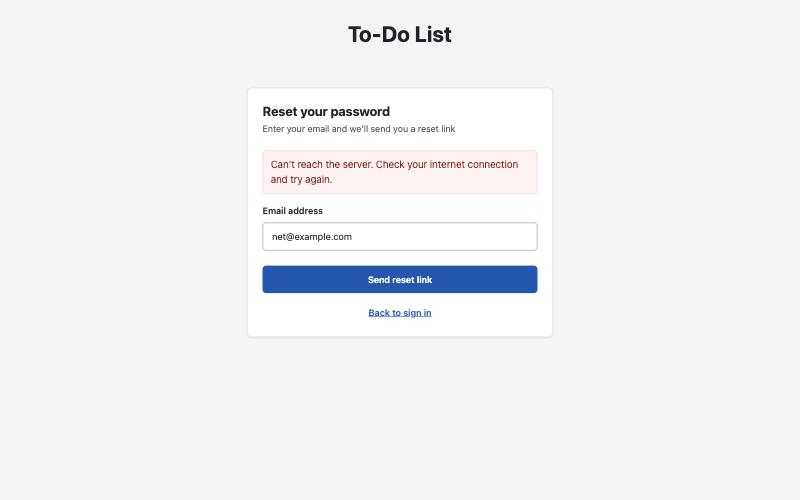 To-Do List
Reset your password
Enter your email and we'll send you a reset link
Can't reach the server. Check your internet connection
and try again.
Email address
net@example.com
Send reset link
Back to sign in